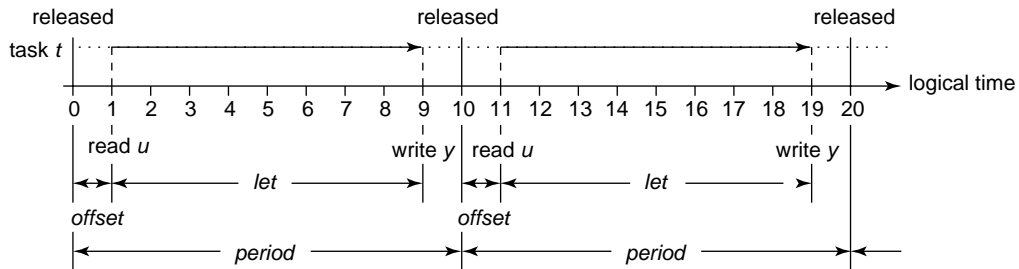 released released released
task t
logical time
0 1 2 3 4 5 6 7 8 9 10 11 12 13 14 15 16 17 18 19 20
read u write y read u write y
let let
offset offset
period period